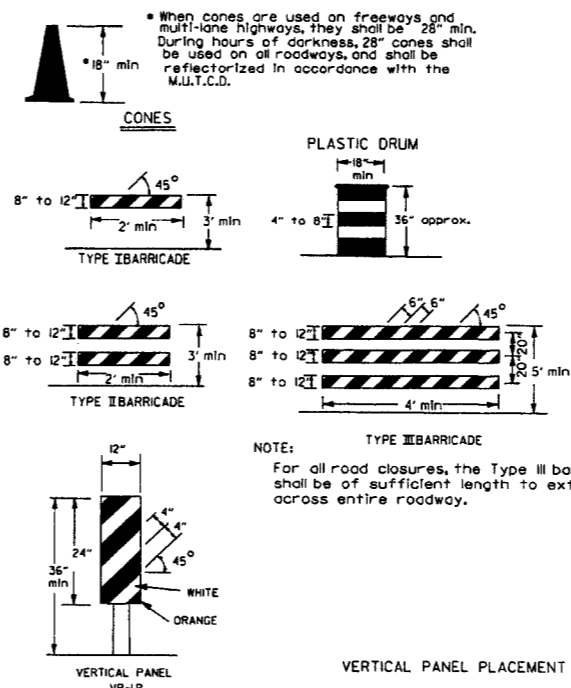 • When cones are used on freeways and
multi-lane highways, they shall be 28" min.
During hours of darkness, 28" cones shall
be used on all roadways, and shall be
reflectorized in accordance with the
M.U.T.C.D.
• 18" min
CONES
PLASTIC DRUM
18"
min
4" to 8"
36" approx.
45°
8" to 12"
2' min
3' min
TYPE I BARRICADE
45°
8" to 12"
8" to 12"
2' min
3' min
TYPE II BARRICADE
6" 6"
45°
8" to 12"
8" to 12"
8" to 12"
20"
20"
5' min
4' min
TYPE III BARRICADE
NOTE:
For all road closures, the Type III ba
shall be of sufficient length to ext
across entire roadway.
12"
4"
4"
45°
24"
36"
min
WHITE
ORANGE
VERTICAL PANEL
VERTICAL PANEL PLACEMENT